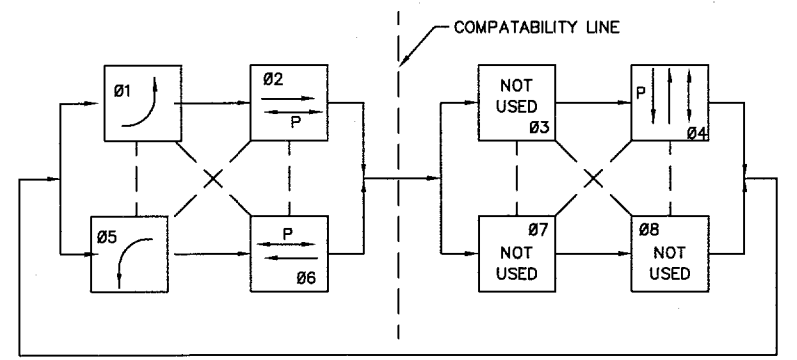 COMPATABILITY LINE
Ø1
Ø2
P
NOT
USED
Ø3
P
Ø4
Ø5
P
Ø6
Ø7
NOT
USED
Ø8
NOT
USED